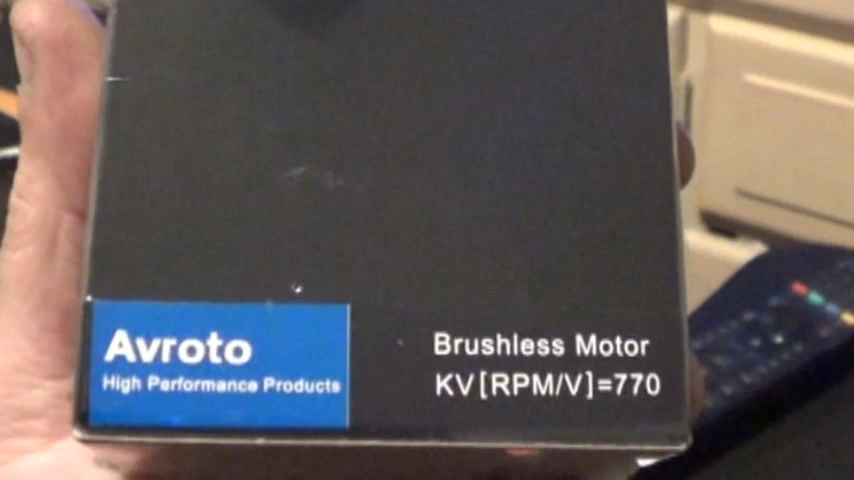 Avroto
High Performance Products
Brushless Motor
KV[RPM/V]=770